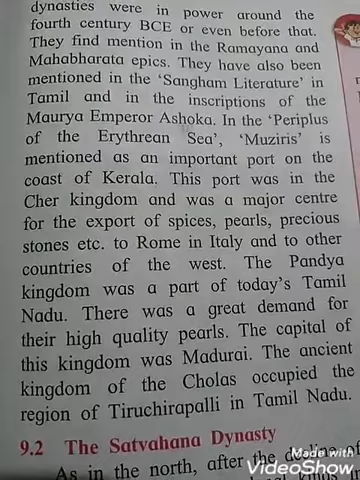 dynasties were in power around the
fourth century BCE or even before that.
They find mention in the Ramayana and
Mahabharata epics. They have also been
mentioned in the ‘Sangham Literature’ in
Tamil and in the inscriptions of the
Maurya Emperor Ashoka. In the ‘Periplus
of the Erythrean Sea’, ‘Muziris’ is
mentioned as an important port on the
coast of Kerala. This port was in the
Cher kingdom and was a major centre
for the export of spices, pearls, precious
stones etc. to Rome in Italy and to other
countries of the west. The Pandya
kingdom was a part of today’s Tamil
Nadu. There was a great demand for
their high quality pearls. The capital of
this kingdom was Madurai. The ancient
kingdom of the Cholas occupied the
region of Tiruchirapalli in Tamil Nadu.
9.2 The Satvahana Dynasty
As in the north, after the decline of
kings in
Made with
VideoShow